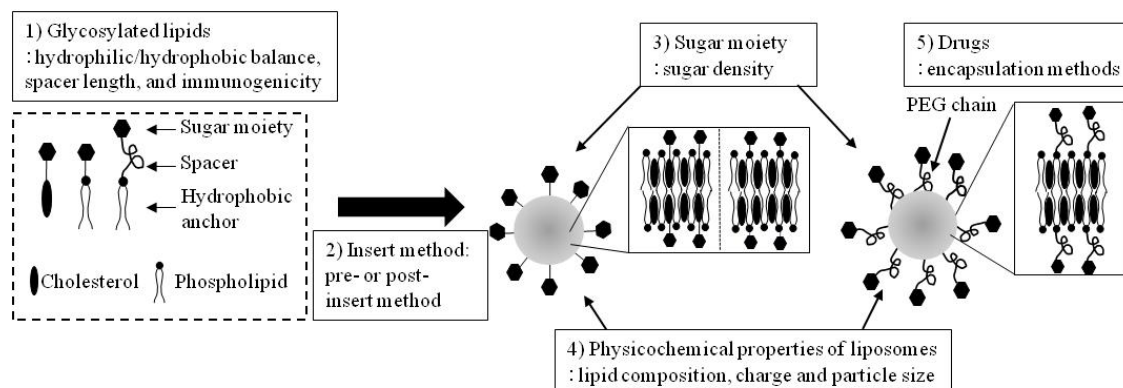 1) Glycosylated lipids
: hydrophilic/hydrophobic balance,
spacer length, and immunogenicity
Sugar moiety
Spacer
Hydrophobic
anchor
Cholesterol
Phospholipid
2) Insert method:
pre- or post-
insert method
3) Sugar moiety
: sugar density
5) Drugs
: encapsulation methods
PEG chain
4) Physicochemical properties of liposomes
: lipid composition, charge and particle size